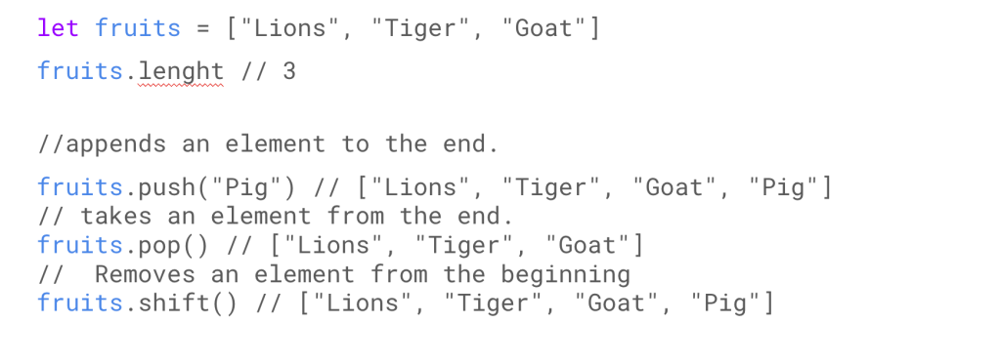 let fruits = ["Lions", "Tiger", "Goat"]
fruits.lenght // 3
//appends an element to the end.
fruits.push("Pig") // ["Lions", "Tiger", "Goat", "Pig"]
// takes an element from the end.
fruits.pop() // ["Lions", "Tiger", "Goat"]
//  Removes an element from the beginning
fruits.shift() // ["Lions", "Tiger", "Goat", "Pig"]